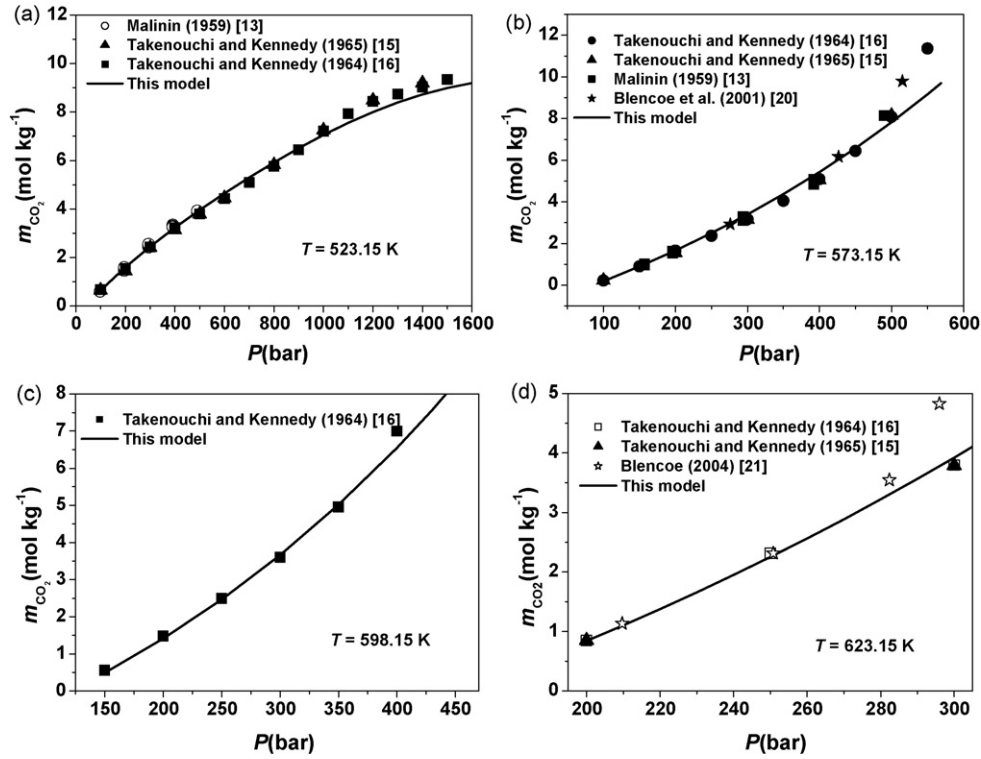 (a)
Malinin (1959) [13]
Takenouchi and Kennedy (1965) [15]
Takenouchi and Kennedy (1964) [16]
This model
12
10
8
6
4
2
0
mCO₂(mol kg⁻¹)
T = 523.15 K
0 200 400 600 800 1000 1200 1400 1600
P(bar)
(b)
Takenouchi and Kennedy (1964) [16]
Takenouchi and Kennedy (1965) [15]
Malinin (1959) [13]
Blencoe et al. (2001) [20]
This model
12
10
8
6
4
2
0
mCO₂(mol kg⁻¹)
T = 573.15 K
100 200 300 400 500 600
P(bar)
(c)
Takenouchi and Kennedy (1964) [16]
This model
8
7
6
5
4
3
2
1
0
mCO₂(mol kg⁻¹)
T = 598.15 K
150 200 250 300 350 400 450
P(bar)
(d)
Takenouchi and Kennedy (1964) [16]
Takenouchi and Kennedy (1965) [15]
Blencoe (2004) [21]
This model
5
4
3
2
1
0
mCO2(mol kg⁻¹)
T = 623.15 K
200 220 240 260 280 300
P(bar)